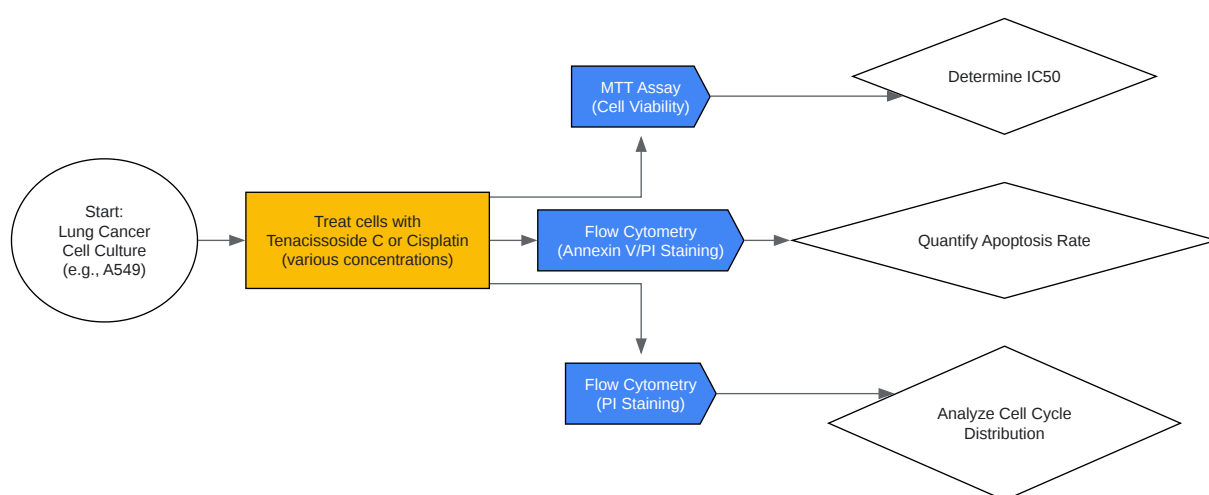 Start:
Lung Cancer
Cell Culture
(e.g., A549)
Treat cells with
Tenacissoside C or Cisplatin
(various concentrations)
MTT Assay
(Cell Viability)
Determine IC50
Flow Cytometry
(Annexin V/PI Staining)
Quantify Apoptosis Rate
Flow Cytometry
(PI Staining)
Analyze Cell Cycle
Distribution